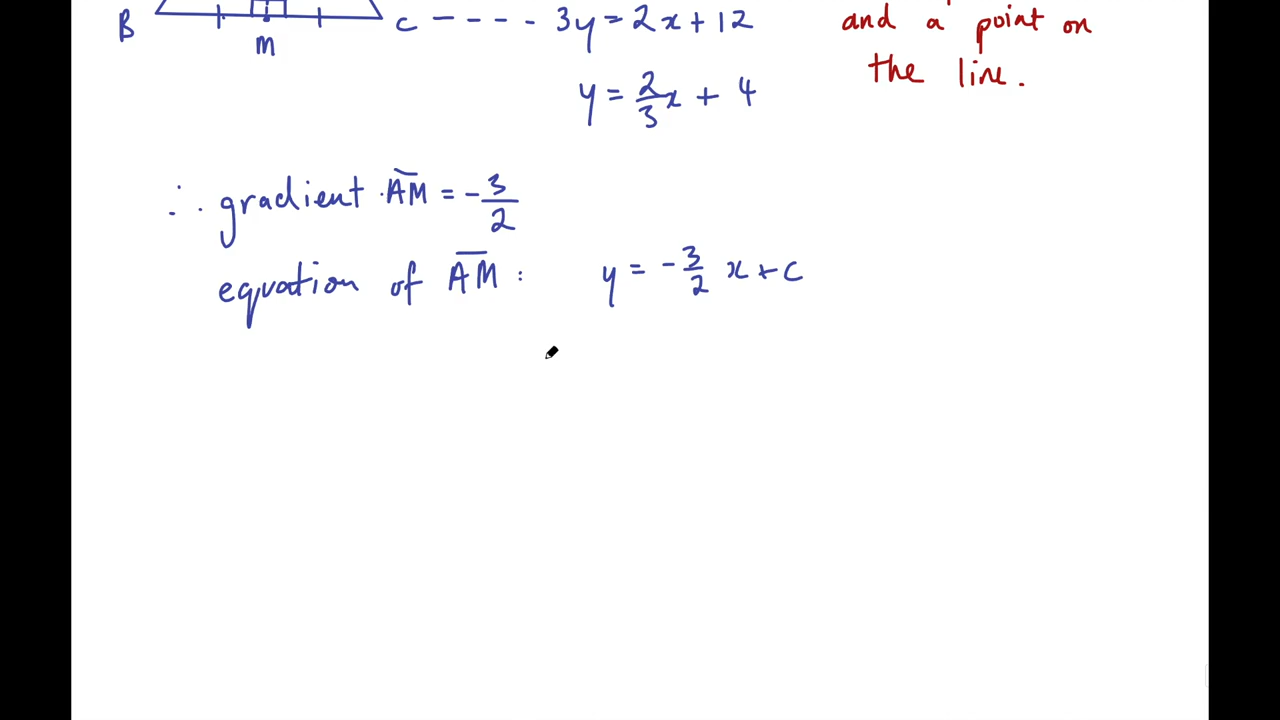 B m C - - - - 3y = 2x + 12
y = 2/3 x + 4
and a point on
the line.
∴ gradient AM = -3/2
equation of AM : y = -3/2 x + c